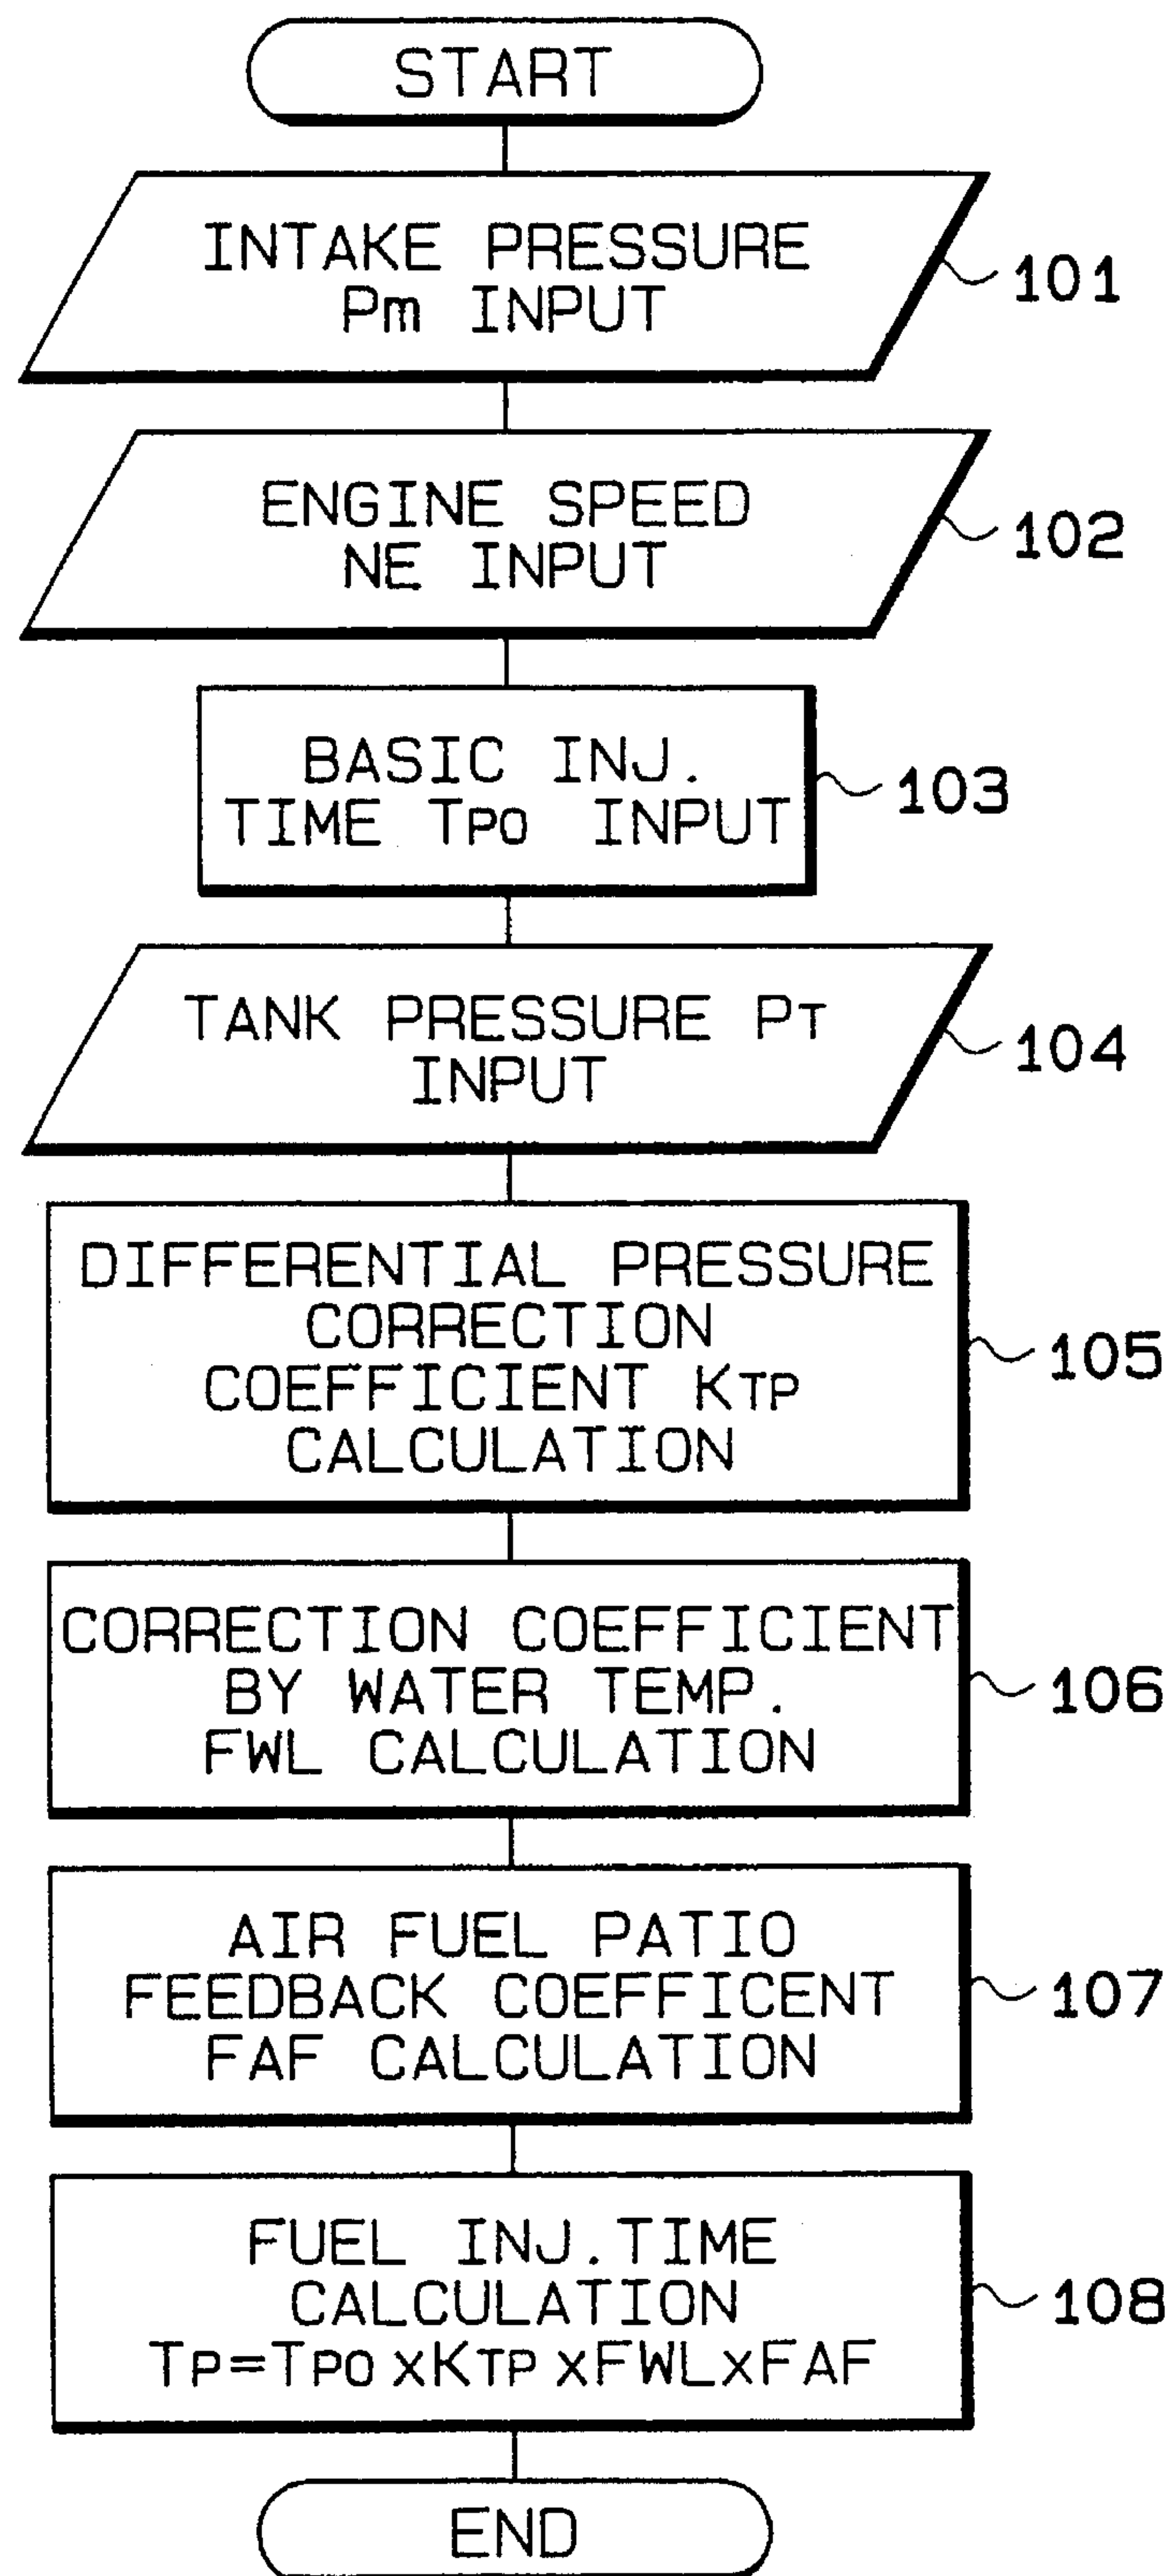 START
INTAKE PRESSURE
Pm INPUT
101
ENGINE SPEED
NE INPUT
102
BASIC INJ.
TIME TPO INPUT
103
TANK PRESSURE PT
INPUT
104
DIFFERENTIAL PRESSURE
CORRECTION
COEFFICIENT KTP
CALCULATION
105
CORRECTION COEFFICIENT
BY WATER TEMP.
FWL CALCULATION
106
AIR FUEL PATIO
FEEDBACK COEFFICENT
FAF CALCULATION
107
FUEL INJ.TIME
CALCULATION
TP=TPO xKTP xFWLxFAF
108
END